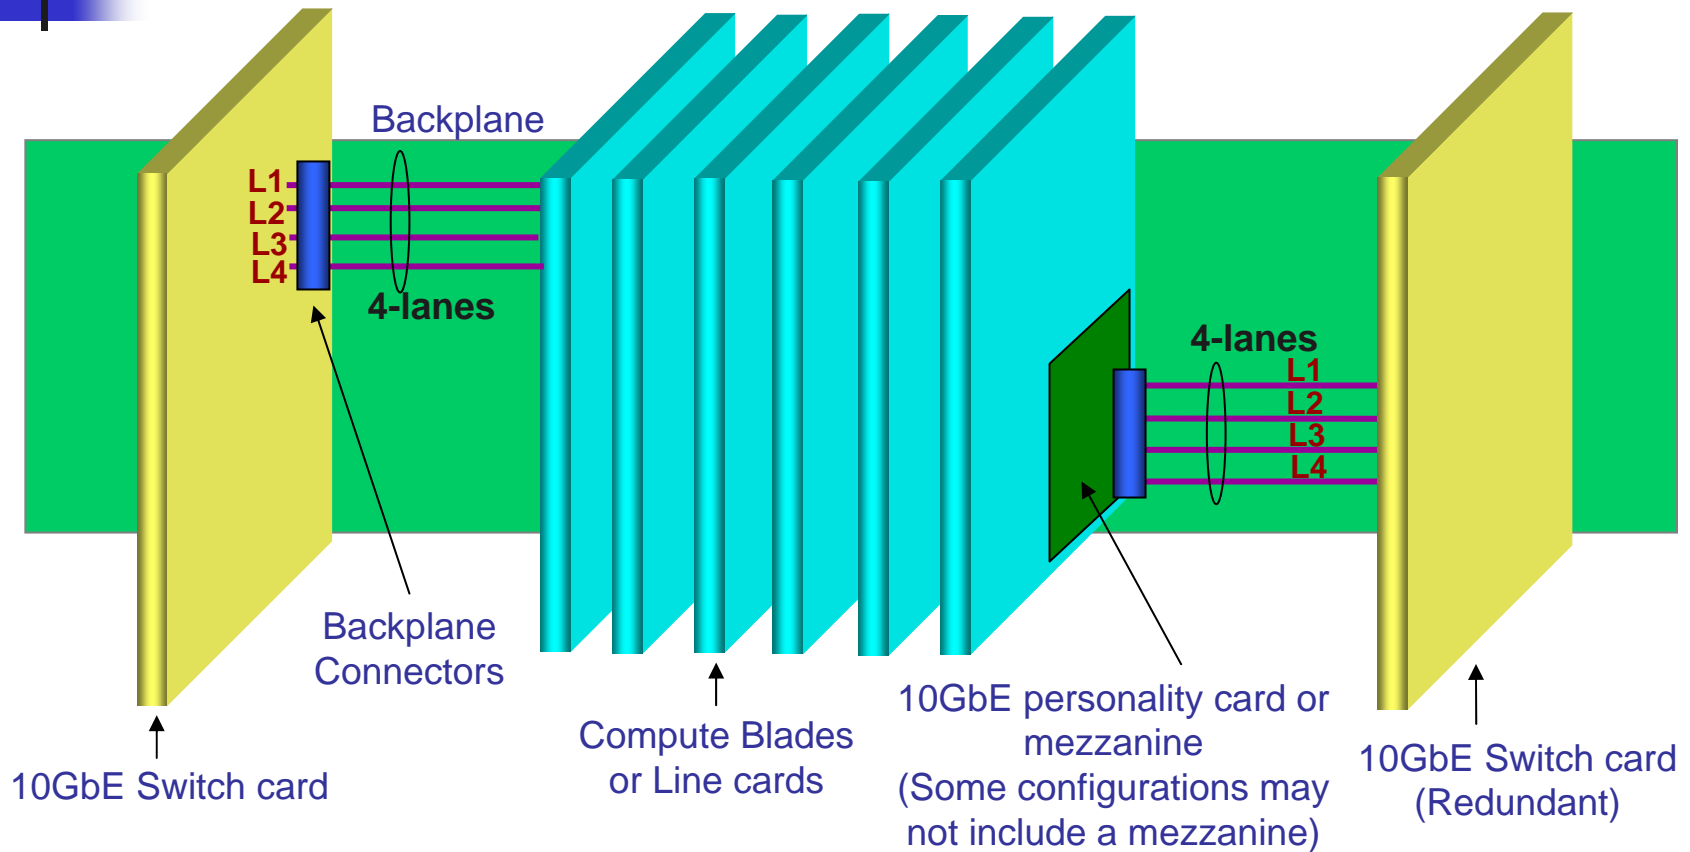 Backplane
L1
L2
L3
L4
4-lanes
4-lanes
L1
L2
L3
L4
Backplane
Connectors
10GbE Switch card
Compute Blades
or Line cards
10GbE personality card or
mezzanine
(Some configurations may
not include a mezzanine)
10GbE Switch card
(Redundant)